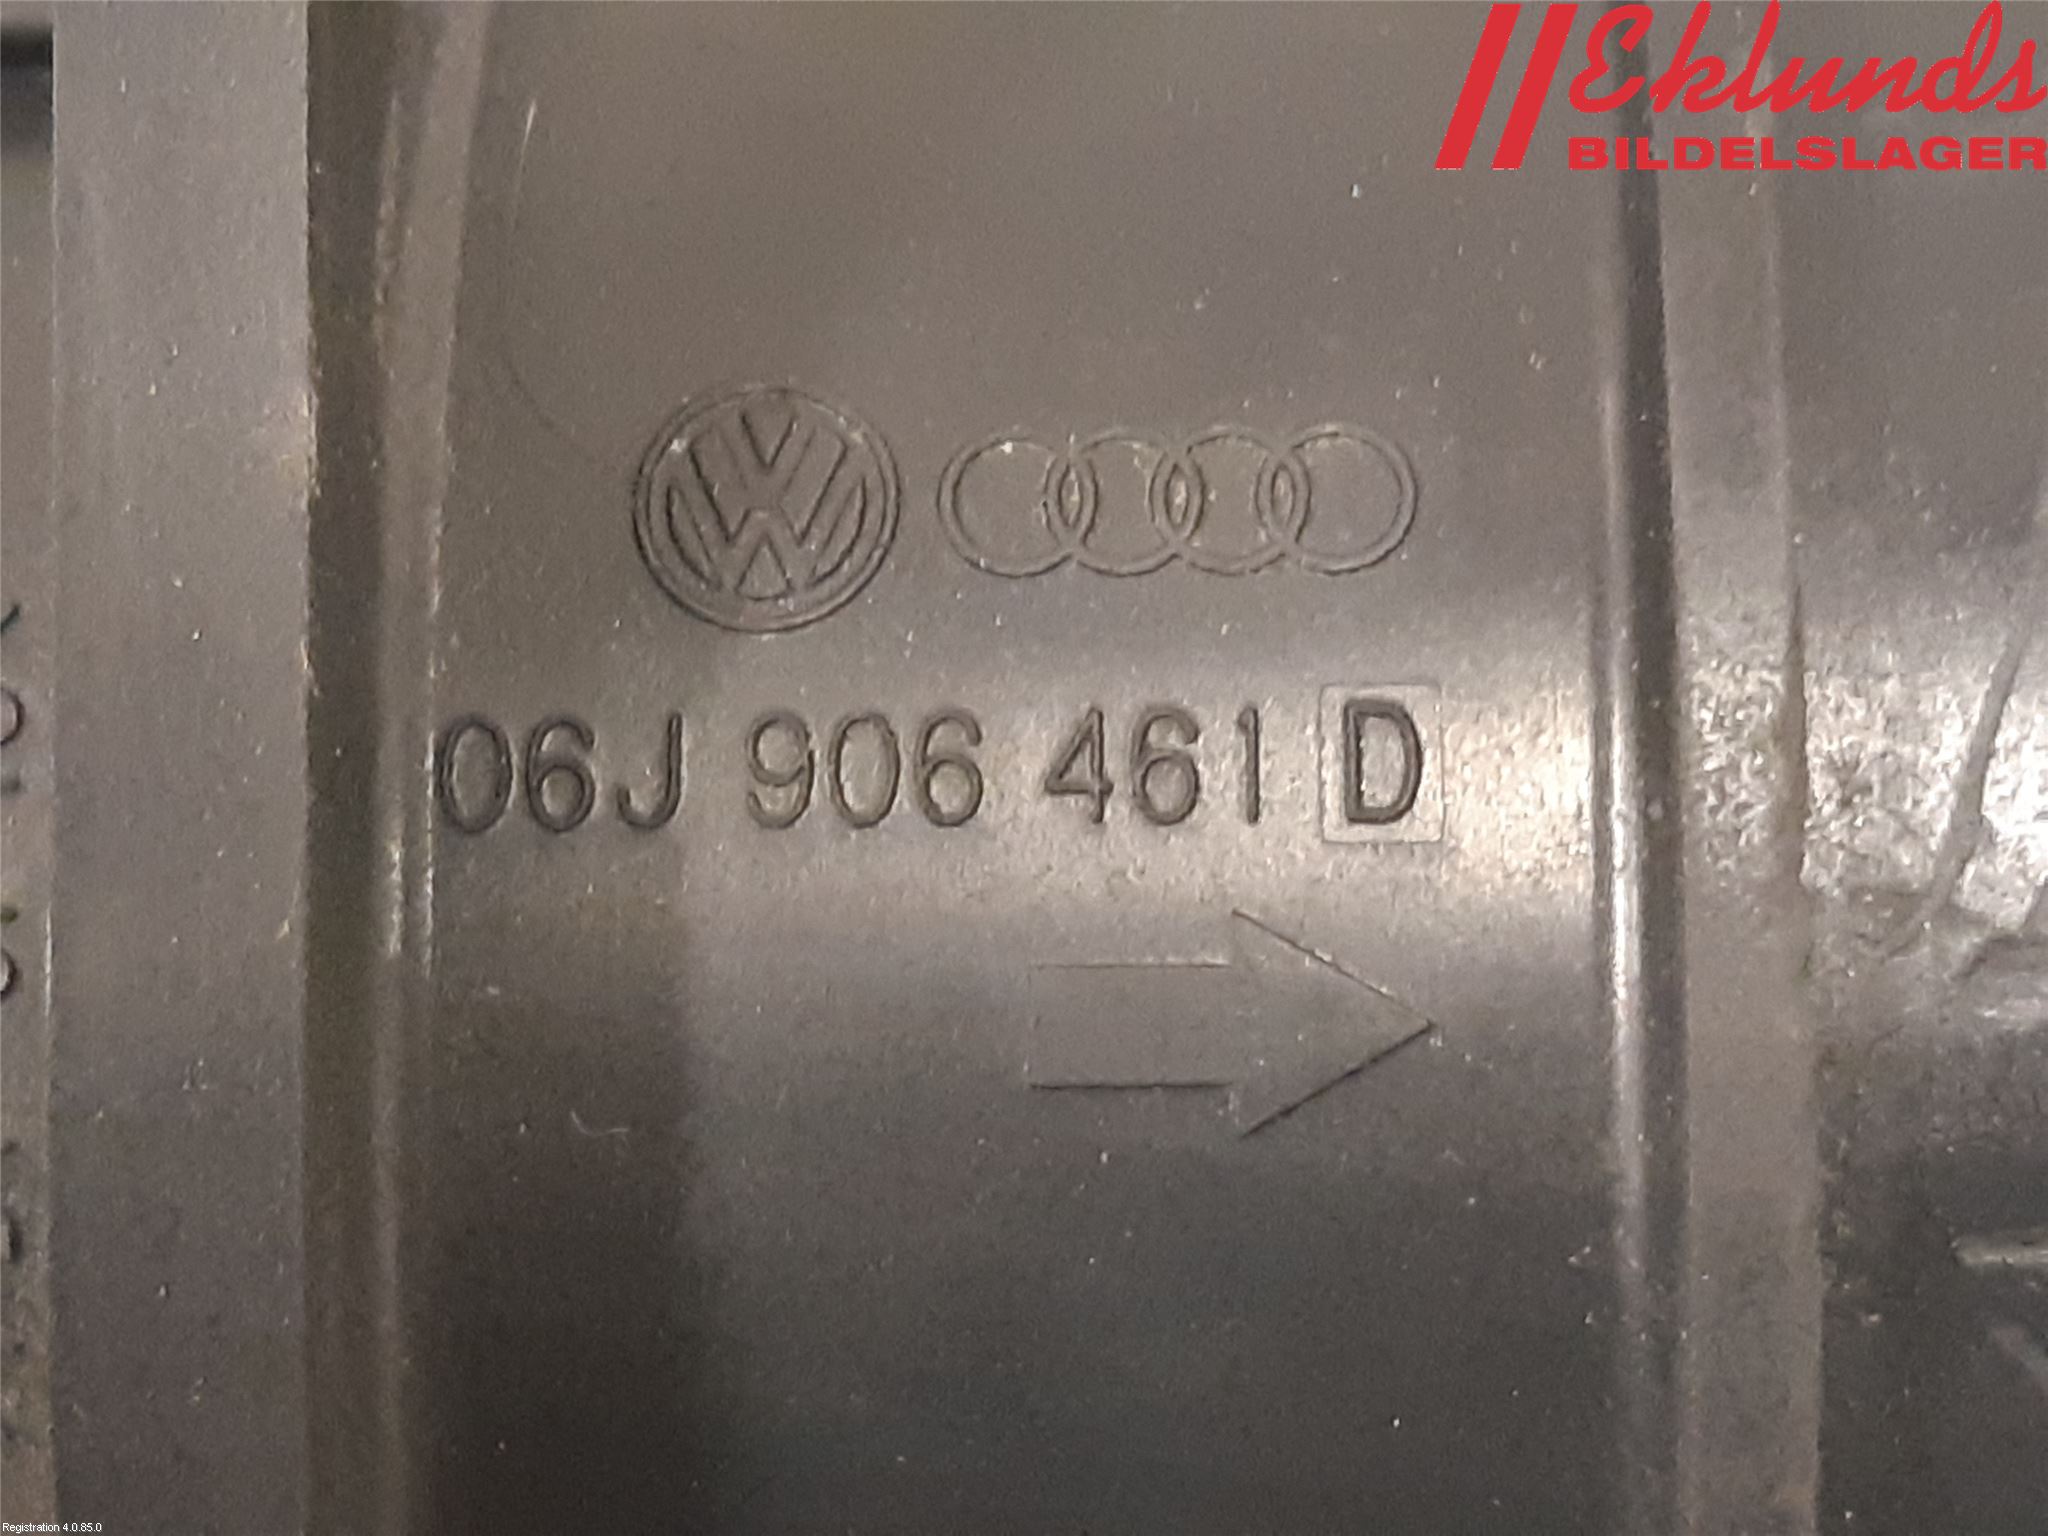 Eklunds
BILDELSLAGER
06J 906 461 D
Registration 4.0.85.0